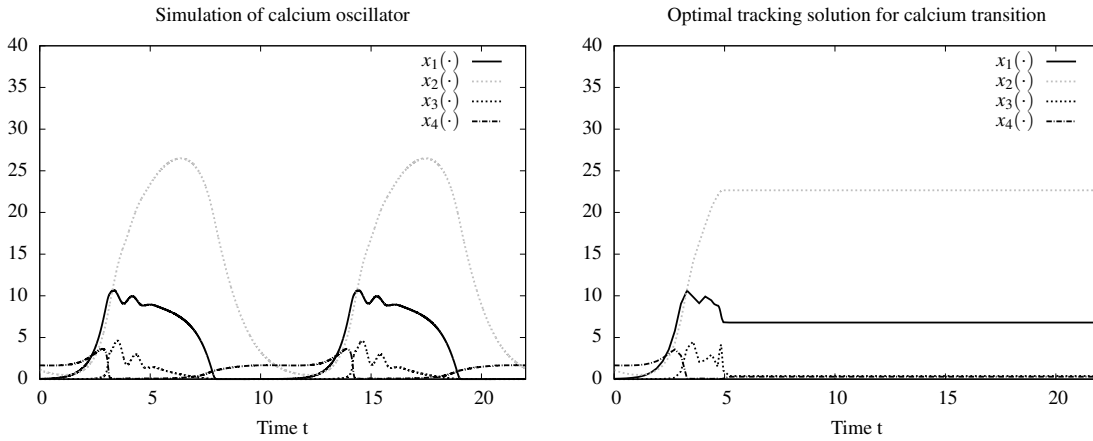 Simulation of calcium oscillator
40
35
30
25
20
15
10
5
0
0 5 10 15 20
Time t
x1(·)
x2(·)
x3(·)
x4(·)
Optimal tracking solution for calcium transition
40
35
30
25
20
15
10
5
0
0 5 10 15 20
Time t
x1(·)
x2(·)
x3(·)
x4(·)